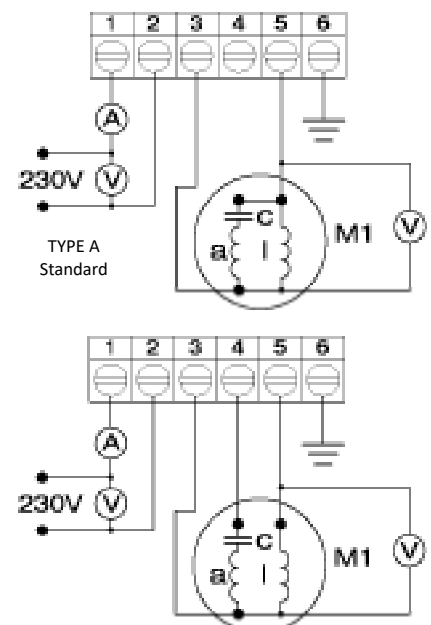 1 2 3 4 5 6
A
230V V
C
a l M1 V
TYPE A
Standard
1 2 3 4 5 6
A
230V V
C
a l M1 V